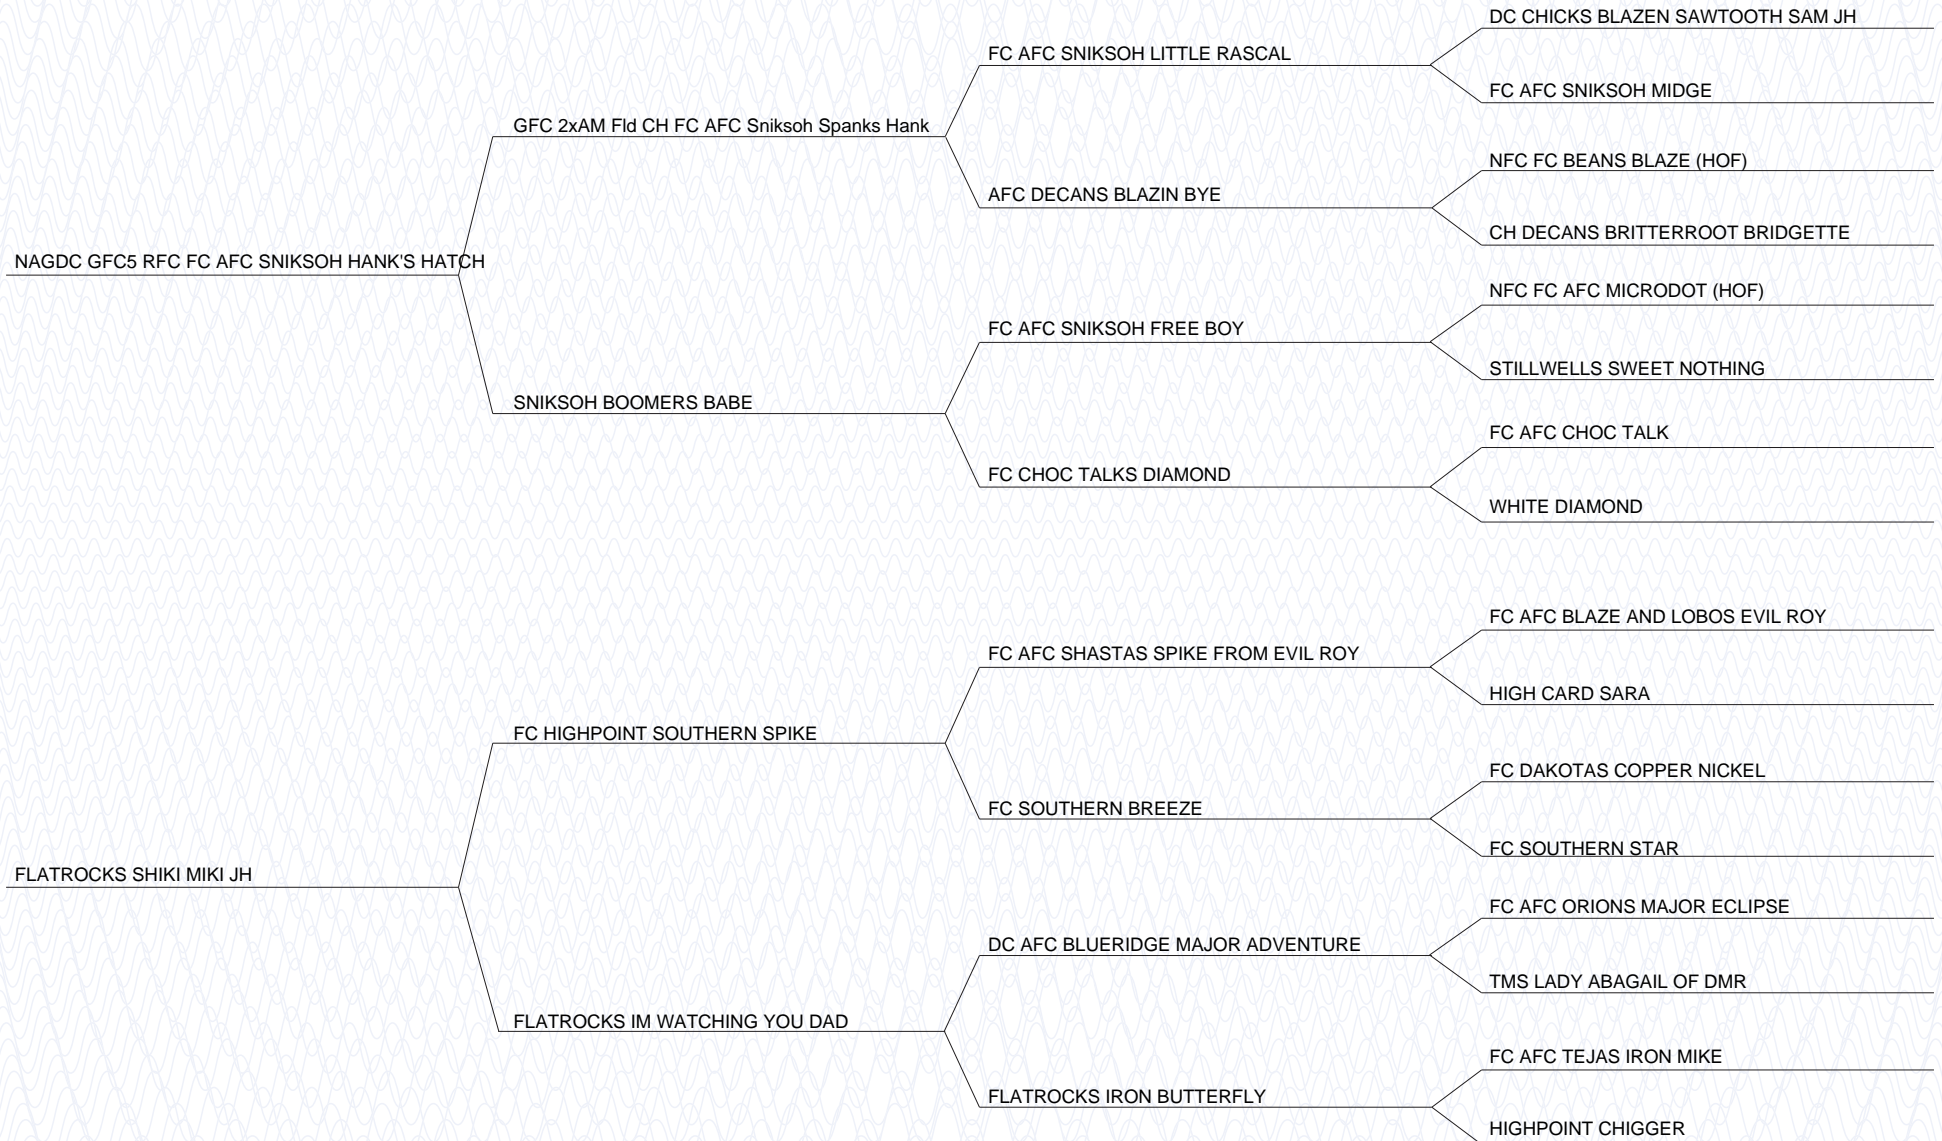 DC CHICKS BLAZEN SAWTOOTH SAM JH
FC AFC SNIKSOH LITTLE RASCAL
FC AFC SNIKSOH MIDGE
GFC 2xAM Fld CH FC AFC Sniksoh Spanks Hank
NFC FC BEANS BLAZE (HOF)
AFC DECANS BLAZIN BYE
CH DECANS BRITTERROOT BRIDGETTE
NAGDC GFC5 RFC FC AFC SNIKSOH HANK'S HATCH
NFC FC AFC MICRODOT (HOF)
FC AFC SNIKSOH FREE BOY
STILLWELLS SWEET NOTHING
SNIKSOH BOOMERS BABE
FC AFC CHOC TALK
FC CHOC TALKS DIAMOND
WHITE DIAMOND
FC AFC BLAZE AND LOBOS EVIL ROY
FC AFC SHASTAS SPIKE FROM EVIL ROY
HIGH CARD SARA
FC HIGHPOINT SOUTHERN SPIKE
FC DAKOTAS COPPER NICKEL
FC SOUTHERN BREEZE
FC SOUTHERN STAR
FLATROCKS SHIKI MIKI JH
FC AFC ORIONS MAJOR ECLIPSE
DC AFC BLUERIDGE MAJOR ADVENTURE
TMS LADY ABAGAIL OF DMR
FLATROCKS IM WATCHING YOU DAD
FC AFC TEJAS IRON MIKE
FLATROCKS IRON BUTTERFLY
HIGHPOINT CHIGGER